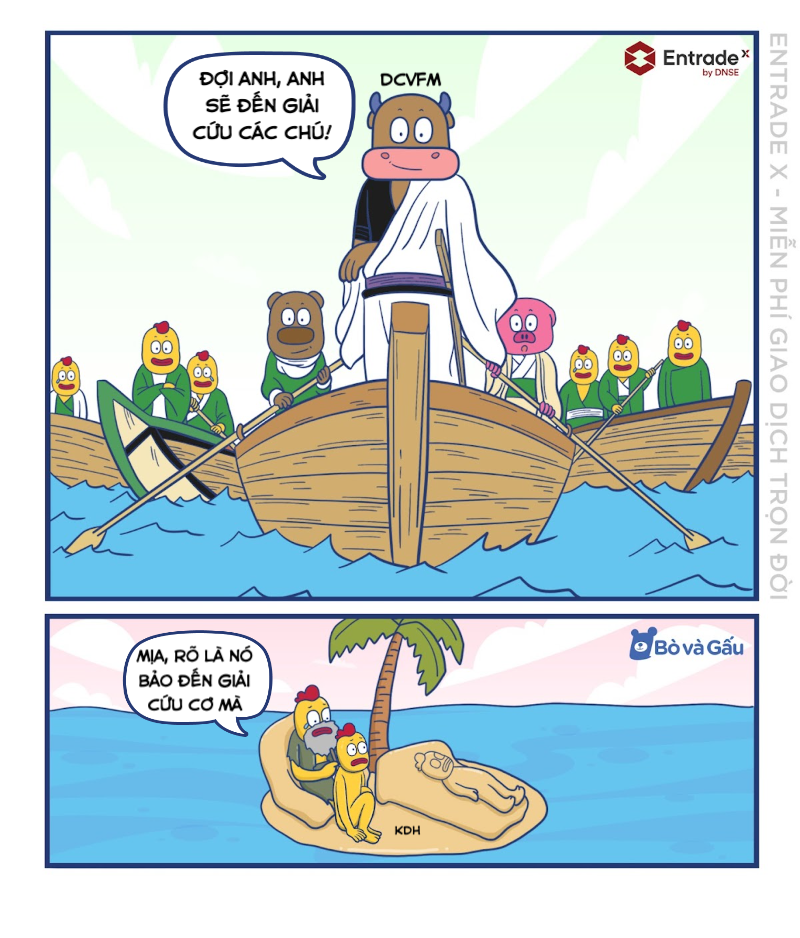 Entrade X
by DNSE
DCVFM
ĐỢI ANH, ANH
SẼ ĐẾN GIẢI
CỨU CÁC CHÚ!
ENTRADE X - MIỄN PHÍ GIAO DỊCH TRỌN ĐỜI
Bò và Gấu
MỊA, RÕ LÀ NÓ
BẢO ĐẾN GIẢI
CỨU CƠ MÀ
KDH